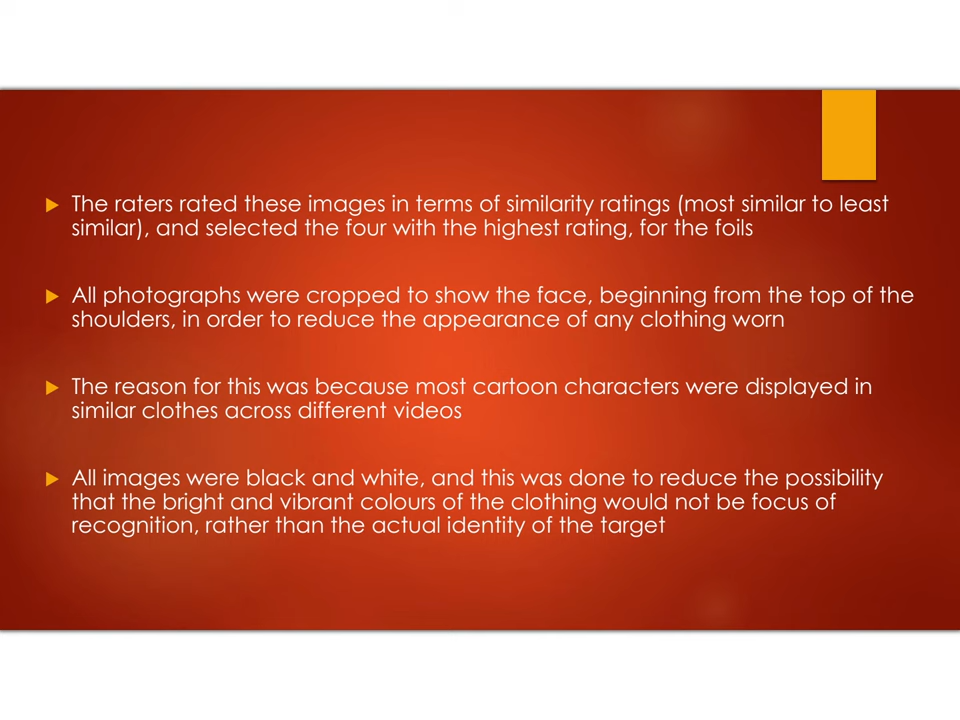 The raters rated these images in terms of similarity ratings (most similar to least
similar), and selected the four with the highest rating, for the foils
All photographs were cropped to show the face, beginning from the top of the
shoulders, in order to reduce the appearance of any clothing worn
The reason for this was because most cartoon characters were displayed in
similar clothes across different videos
All images were black and white, and this was done to reduce the possibility
that the bright and vibrant colours of the clothing would not be focus of
recognition, rather than the actual identity of the target